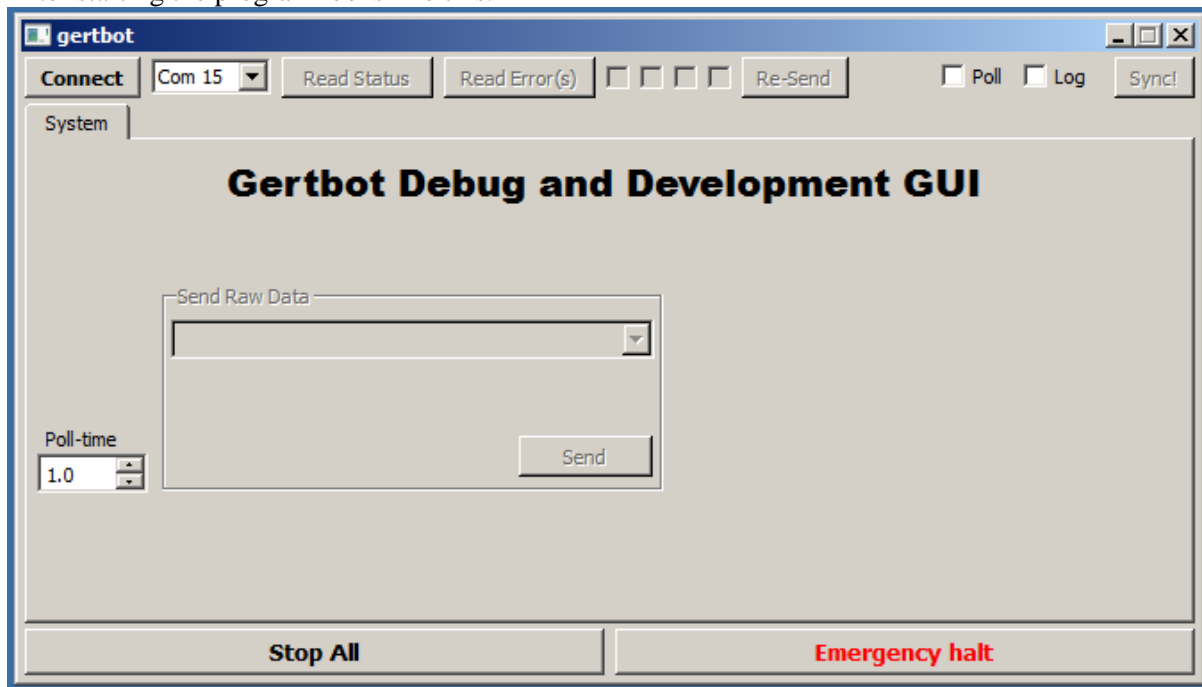 gertbot
Connect Com 15 Read Status Read Error(s) Re-Send Poll Log Sync!
System
Gertbot Debug and Development GUI
Send Raw Data
Poll-time
1.0 Send
Stop All Emergency halt